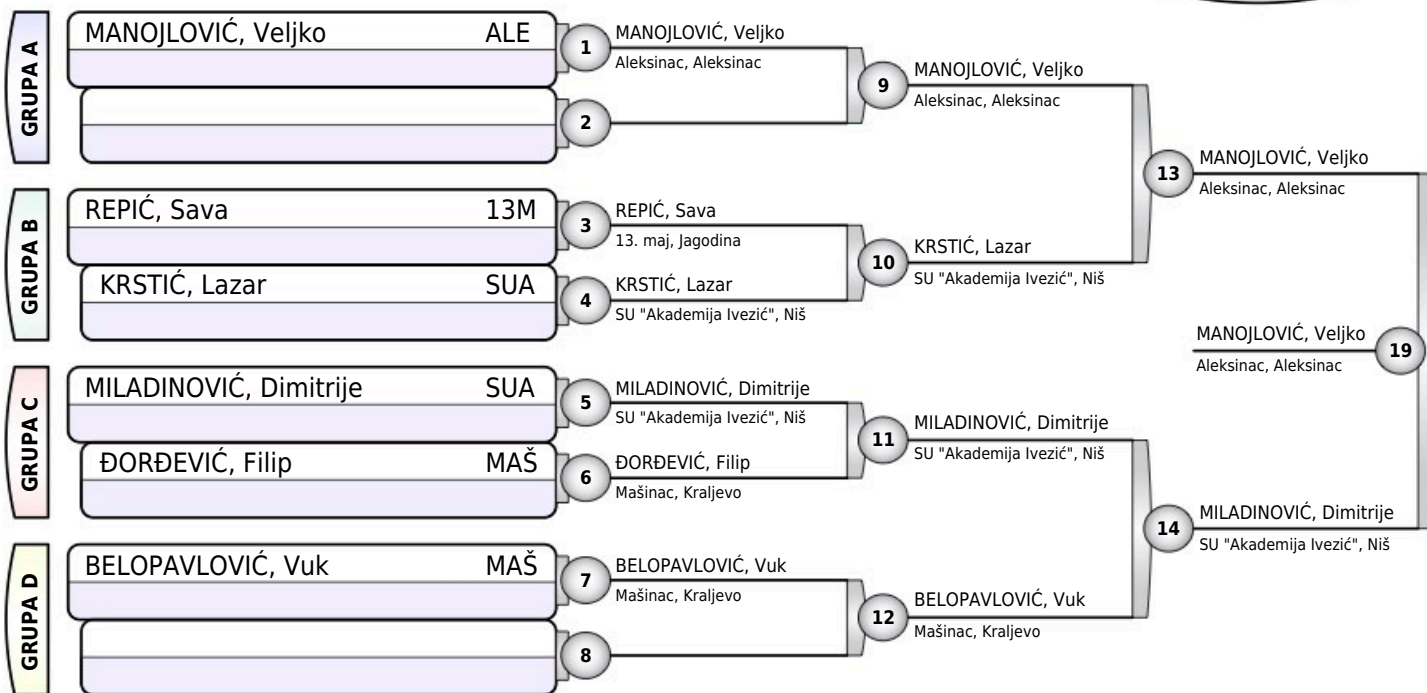 GRUPA A
MANOJLOVIĆ, Veljko ALE
1
MANOJLOVIĆ, Veljko
Aleksinac, Aleksinac
2
9
MANOJLOVIĆ, Veljko
Aleksinac, Aleksinac
13
MANOJLOVIĆ, Veljko
Aleksinac, Aleksinac
GRUPA B
REPIĆ, Sava 13M
3
REPIĆ, Sava
13. maj, Jagodina
KRSTIĆ, Lazar SUA
4
KRSTIĆ, Lazar
SU "Akademija Ivezić", Niš
10
KRSTIĆ, Lazar
SU "Akademija Ivezić", Niš
MANOJLOVIĆ, Veljko
Aleksinac, Aleksinac
19
GRUPA C
MILADINOVIĆ, Dimitrije SUA
5
MILADINOVIĆ, Dimitrije
SU "Akademija Ivezić", Niš
ĐORĐEVIĆ, Filip MAŠ
6
ĐORĐEVIĆ, Filip
Mašinac, Kraljevo
11
MILADINOVIĆ, Dimitrije
SU "Akademija Ivezić", Niš
14
MILADINOVIĆ, Dimitrije
SU "Akademija Ivezić", Niš
GRUPA D
BELOPAVLOVIĆ, Vuk MAŠ
7
BELOPAVLOVIĆ, Vuk
Mašinac, Kraljevo
8
12
BELOPAVLOVIĆ, Vuk
Mašinac, Kraljevo